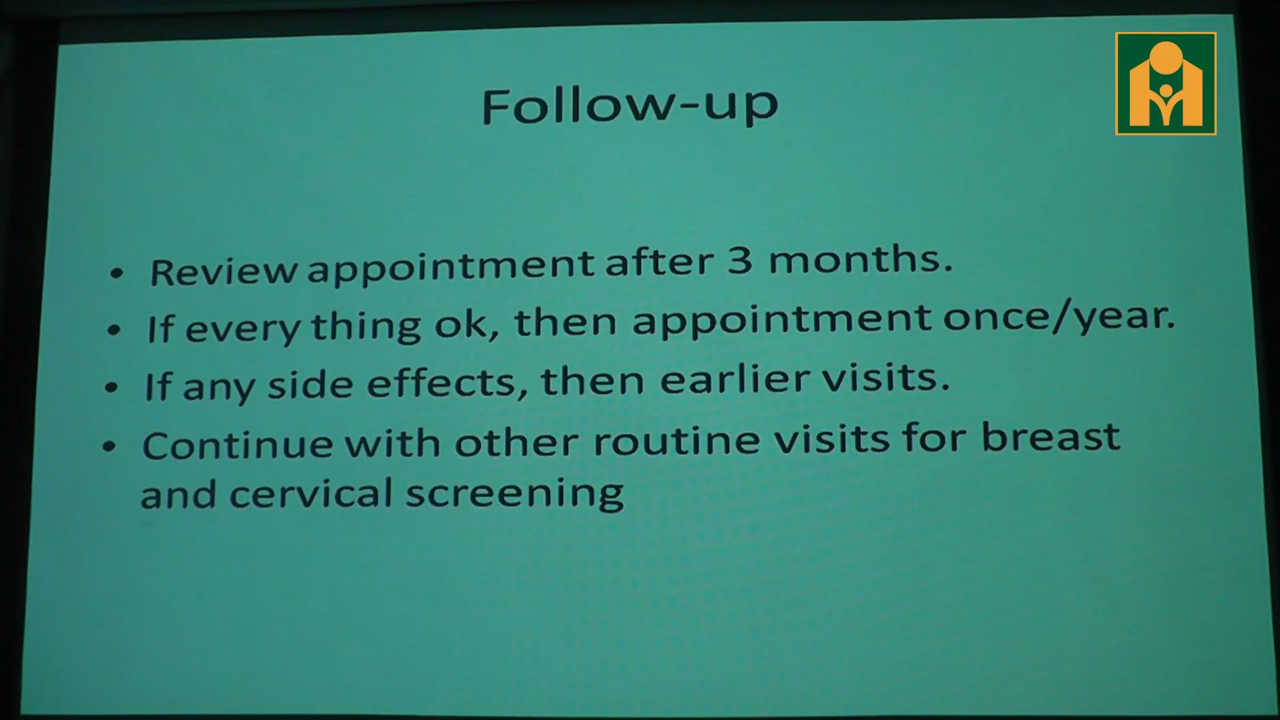 Follow-up
• Review appointment after 3 months.
• If every thing ok, then appointment once/year.
• If any side effects, then earlier visits.
• Continue with other routine visits for breast
and cervical screening